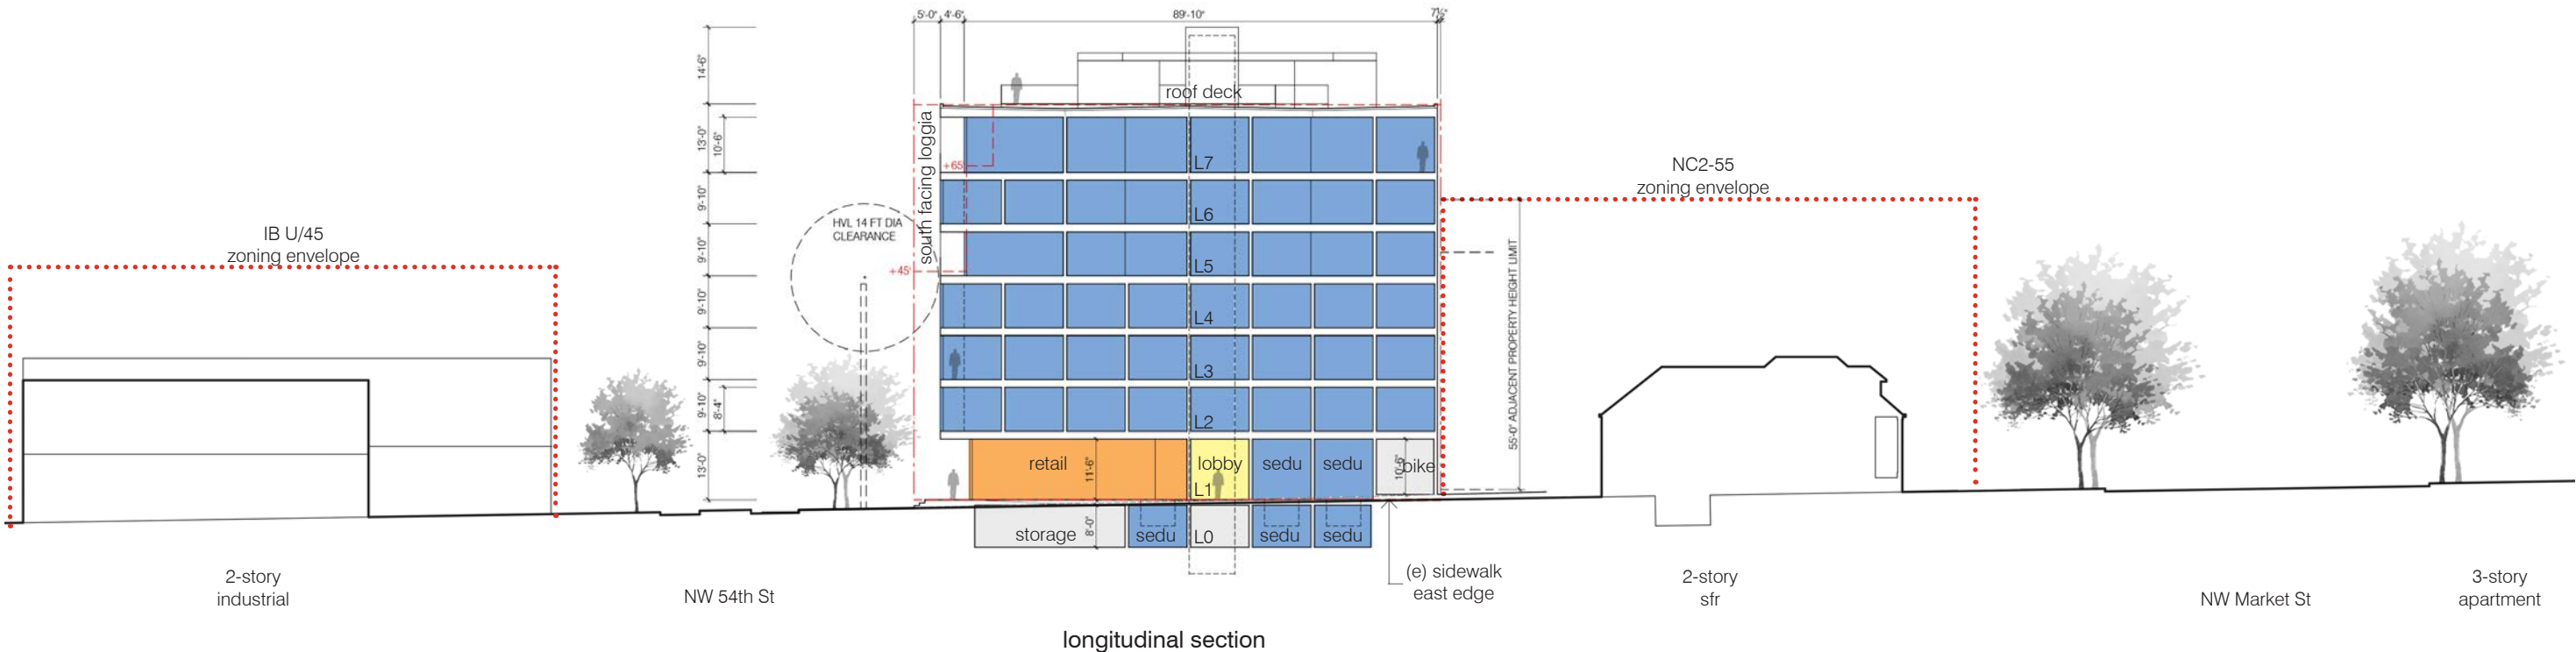 5'-0"
4'-6"
89'-10"
7½"
14'-6"
13'-0"
10'-6"
9'-10"
9'-10"
9'-10"
9'-10"
9'-10"
8'-4"
13'-0"
roof deck
south facing loggia
+65'
+45'
HVL 14 FT DIA
CLEARANCE
L7
L6
L5
L4
L3
L2
retail
11'-6"
lobby
L1
sedu
sedu
10'-6"
bike
storage
8'-0"
sedu
L0
sedu
sedu
IB U/45
zoning envelope
NC2-55
zoning envelope
55'-0" ADJACENT PROPERTY HEIGHT LIMIT
(e) sidewalk
east edge
2-story
industrial
NW 54th St
2-story
sfr
NW Market St
3-story
apartment
longitudinal section